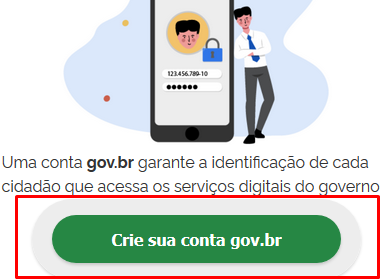 123.456.789-10
●●●●●●
Uma conta gov.br garante a identificação de cada
cidadão que acessa os serviços digitais do governo
Crie sua conta gov.br